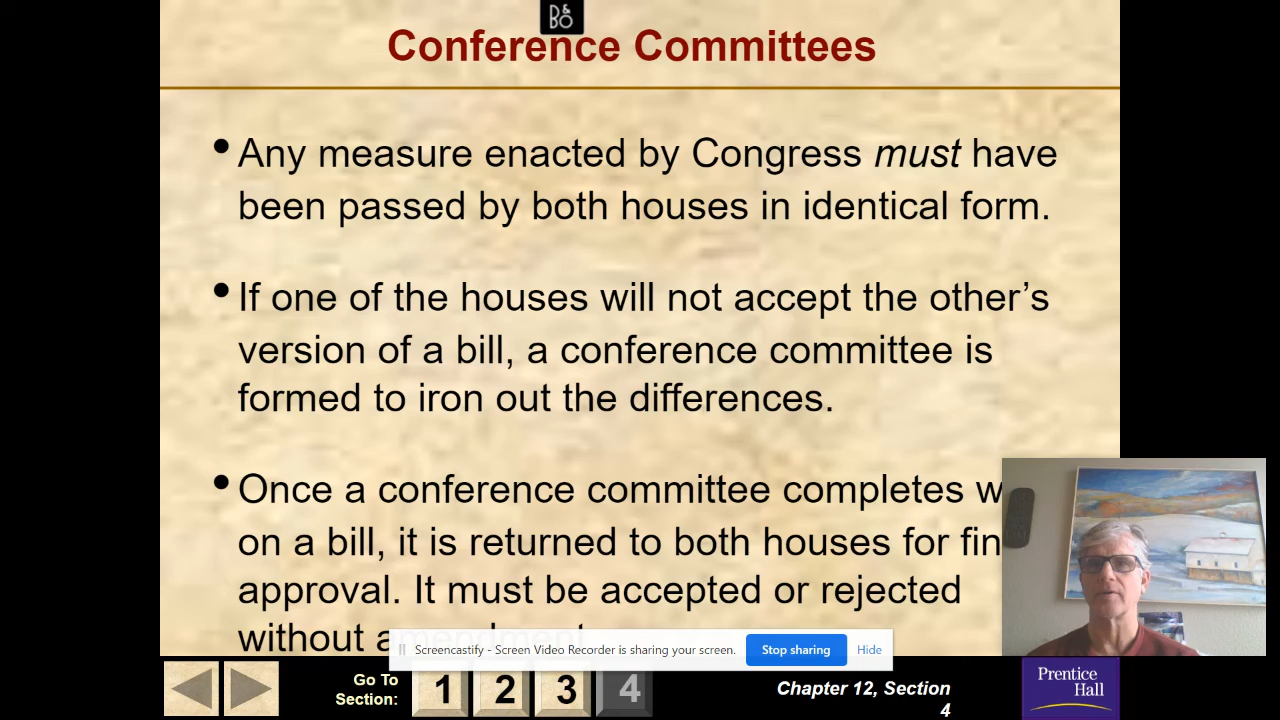 D&
BO
Conference Committees
• Any measure enacted by Congress must have
been passed by both houses in identical form.
• If one of the houses will not accept the other’s
version of a bill, a conference committee is
formed to iron out the differences.
• Once a conference committee completes w
on a bill, it is returned to both houses for fin
approval. It must be accepted or rejected
without amendment
Screencastify - Screen Video Recorder is sharing your screen.
Stop sharing
Hide
Go To
Section:
1 2 3 4
Chapter 12, Section
4
Prentice
Hall